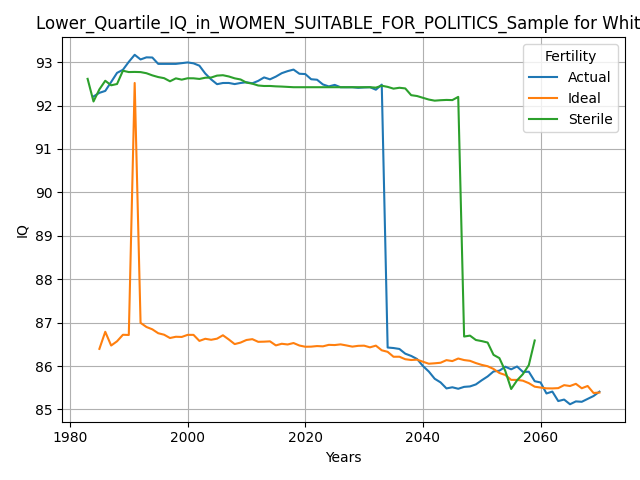 Lower_Quartile_IQ_in_WOMEN_SUITABLE_FOR_POLITICS_Sample for Whit
Fertility
Actual
Ideal
Sterile
93
92
91
90
89
88
87
86
85
IQ
1980
2000
2020
2040
2060
Years